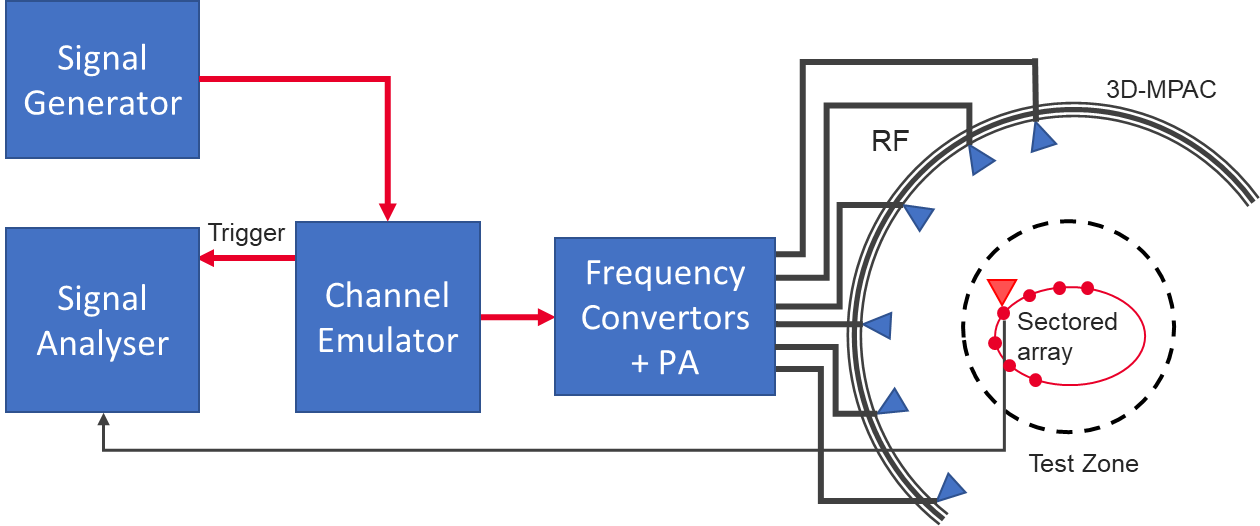 Signal
Generator
Trigger
Signal
Analyser
Channel
Emulator
Frequency
Convertors
+ PA
RF
3D-MPAC
Sectored
array
Test Zone